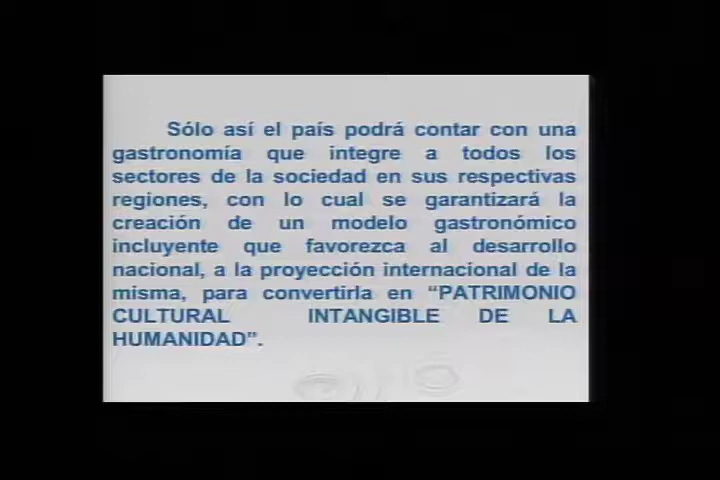 Sólo así el país podrá contar con una
gastronomía que integre a todos los
sectores de la sociedad en sus respectivas
regiones, con lo cual se garantizará la
creación de un modelo gastronómico
incluyente que favorezca al desarrollo
nacional, a la proyección internacional de la
misma, para convertirla en “PATRIMONIO
CULTURAL INTANGIBLE DE LA
HUMANIDAD”.